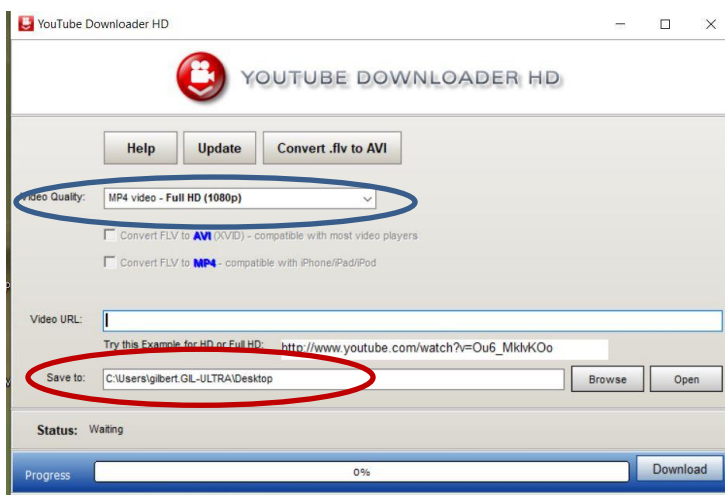 YouTube Downloader HD
YOUTUBE DOWNLOADER HD
Help Update Convert .flv to AVI
Video Quality: MP4 video - Full HD (1080p)
Convert FLV to AVI (XVID) - compatible with most video players
Convert FLV to MP4 - compatible with iPhone/iPad/iPod
Video URL:
Try this Example for HD or Full HD: http://www.youtube.com/watch?v=Ou6_MklvKOo
Save to: C:\Users\gilbert.GIL-ULTRA\Desktop Browse Open
Status: Waiting
Progress 0% Download